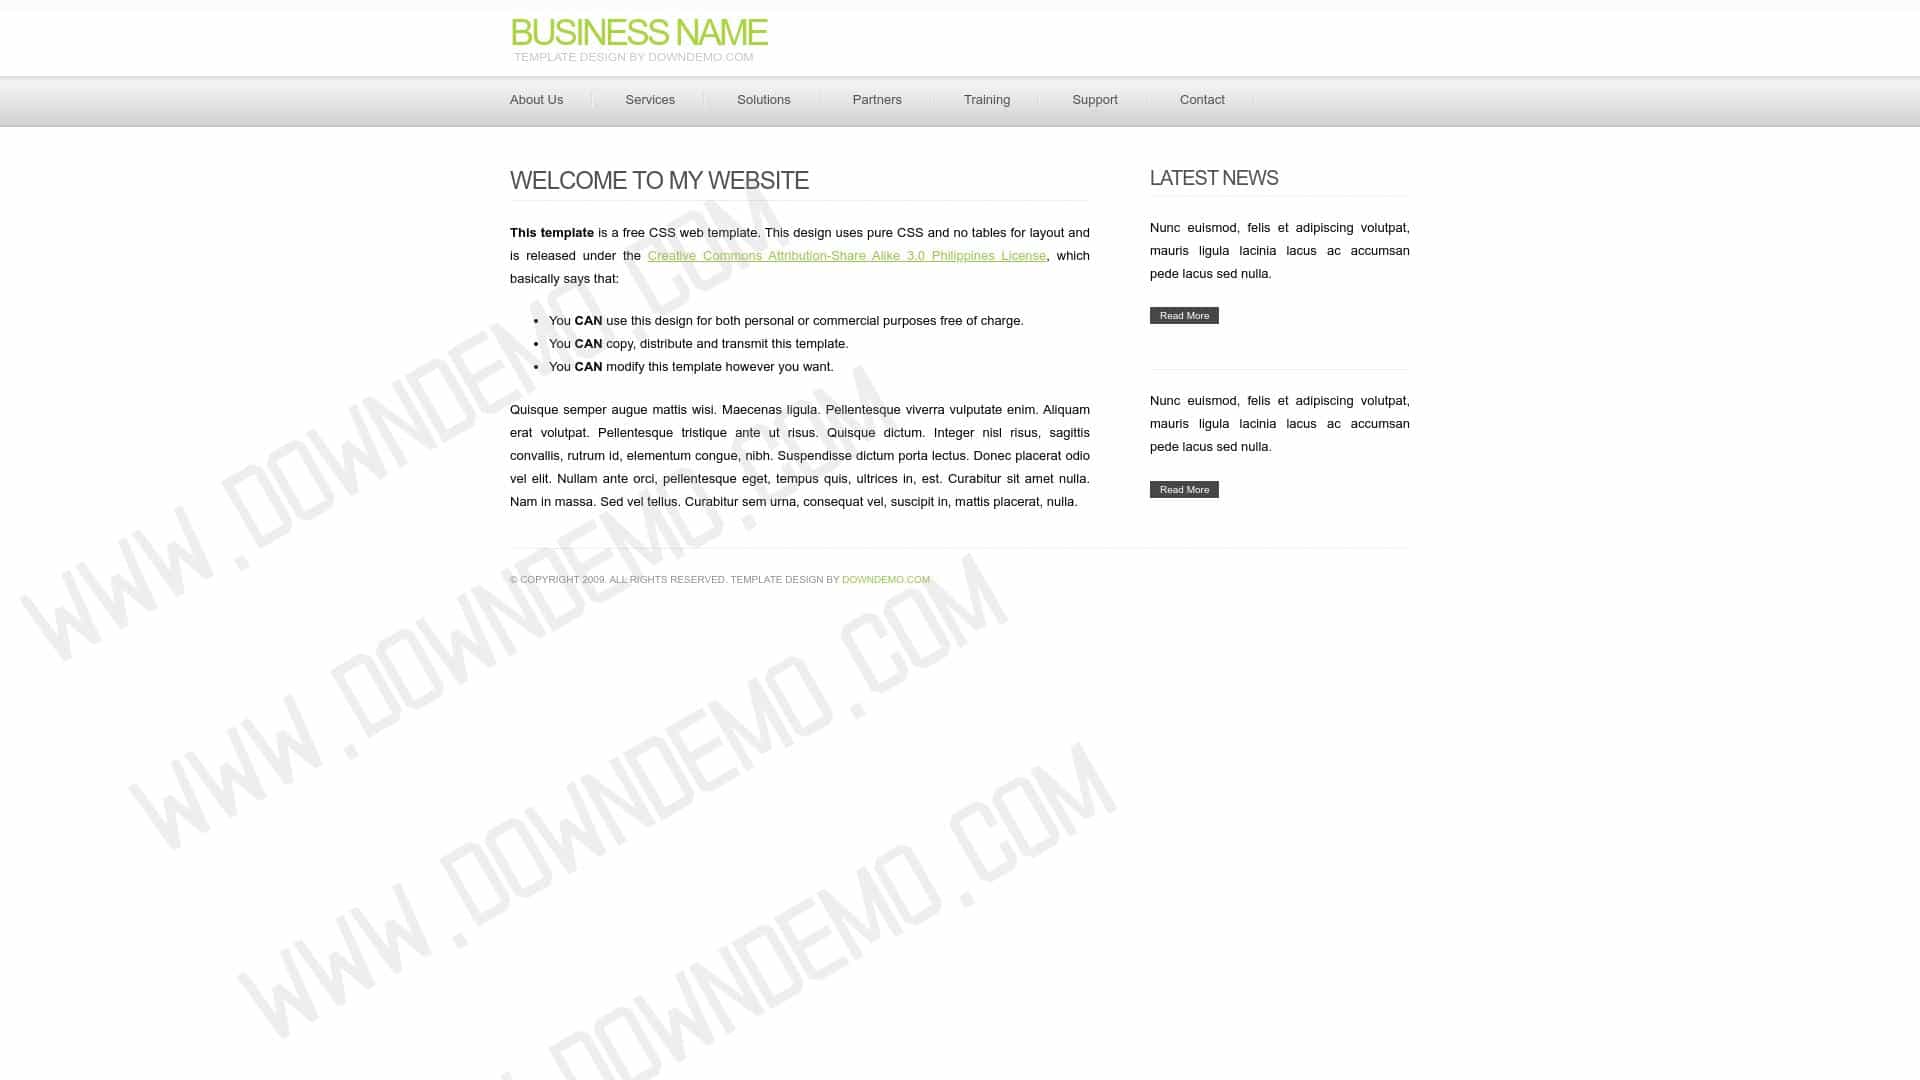 BUSINESS NAME
TEMPLATE DESIGN BY DOWNDEMO.COM
About Us
Services
Solutions
Partners
Training
Support
Contact
WELCOME TO MY WEBSITE
This template is a free CSS web template. This design uses pure CSS and no tables for layout and
is released under the Creative Commons Attribution-Share Alike 3.0 Philippines License, which
basically says that:
• You CAN use this design for both personal or commercial purposes free of charge.
• You CAN copy, distribute and transmit this template.
• You CAN modify this template however you want.
Quisque semper augue mattis wisi. Maecenas ligula. Pellentesque viverra vulputate enim. Aliquam
erat volutpat. Pellentesque tristique ante ut risus. Quisque dictum. Integer nisl risus, sagittis
convallis, rutrum id, elementum congue, nibh. Suspendisse dictum porta lectus. Donec placerat odio
vel elit. Nullam ante orci, pellentesque eget, tempus quis, ultrices in, est. Curabitur sit amet nulla.
Nam in massa. Sed vel tellus. Curabitur sem urna, consequat vel, suscipit in, mattis placerat, nulla.
LATEST NEWS
Nunc euismod, felis et adipiscing volutpat,
mauris ligula lacinia lacus ac accumsan
pede lacus sed nulla.
Read More
Nunc euismod, felis et adipiscing volutpat,
mauris ligula lacinia lacus ac accumsan
pede lacus sed nulla.
Read More
© COPYRIGHT 2009. ALL RIGHTS RESERVED. TEMPLATE DESIGN BY DOWNDEMO.COM
WWW.DOWNDEMO.COM
WWW.DOWNDEMO.COM
WWW.DOWNDEMO.COM
DOWNDEMO.COM